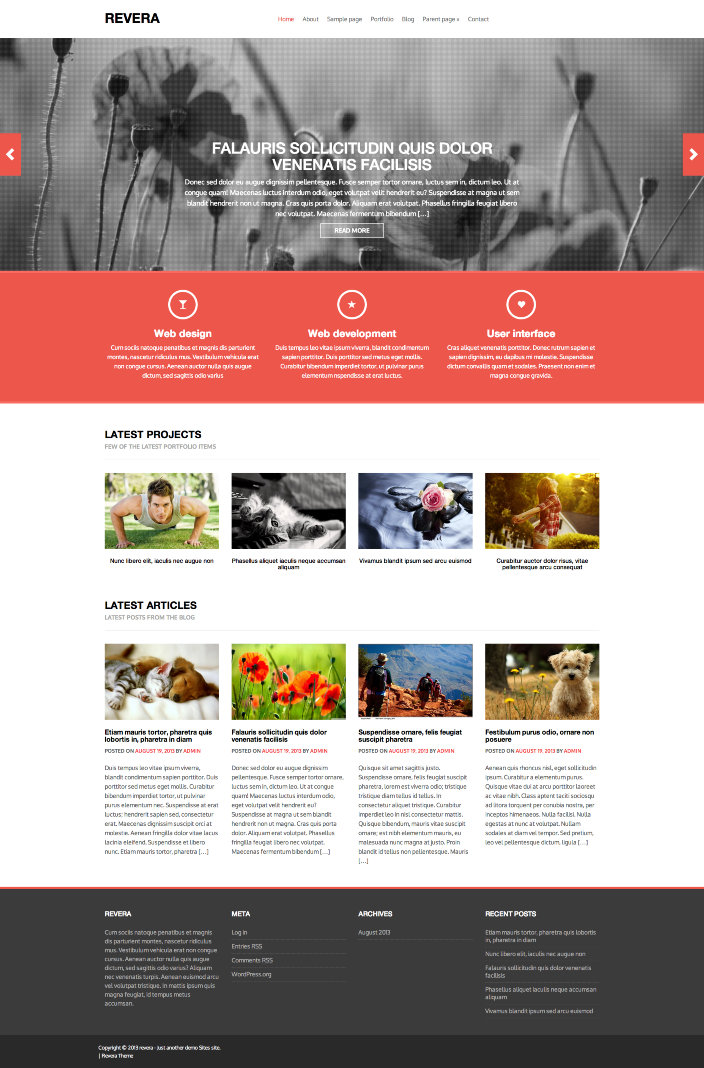 REVERA
Home About Sample page Portfolio Blog Parent page » Contact
FALAURIS SOLLICITUDIN QUIS DOLOR
VENENATIS FACILISIS
Donec sed dolor eu augue dignissim pellentesque. Fusce semper tortor ornare, luctus sem in, dictum leo. Ut at
congue quam! Maecenas luctus interdum odio, eget volutpat velit hendrerit eu? Suspendisse at magna ut sem
blandit hendrerit non ut magna. Cras quis porta dolor. Aliquam erat volutpat. Phasellus fringilla feugiat libero
nec volutpat. Maecenas fermentum bibendum [...]
READ MORE
Web design
Cum sociis natoque penatibus et magnis dis parturient
montes, nascetur ridiculus mus. Vestibulum vehicula erat
non congue cursus. Aenean auctor nulla quis augue
dictum, sed sagittis odio varius
Web development
Duis tempus leo vitae ipsum viverra, blandit condimentum
sapien porttitor. Duis porttitor sed metus eget mollis.
Curabitur bibendum imperdiet tortor, ut pulvinar purus
elementum nspendisse at erat luctus.
User interface
Cras aliquet venenatis porttitor. Donec rutrum sapien et
sapien dignissim, eu dapibus mi molestie. Suspendisse
dictum convallis quam et sodales. Praesent non enim et
magna congue gravida.
LATEST PROJECTS
FEW OF THE LATEST PORTFOLIO ITEMS
Nunc libero elit, iaculis nec augue non
Phasellus aliquet iaculis neque accumsan
aliquam
Vivamus blandit ipsum sed arcu euismod
Curabitur auctor dolor risus, vitae
pellentesque arcu consequat
LATEST ARTICLES
LATEST POSTS FROM THE BLOG
Etiam mauris tortor, pharetra quis
lobortis in, pharetra in diam
POSTED ON AUGUST 19, 2013 BY ADMIN
Duis tempus leo vitae ipsum viverra,
blandit condimentum sapien porttitor. Duis
porttitor sed metus eget mollis. Curabitur
bibendum imperdiet tortor, ut pulvinar
purus elementum nec. Suspendisse at erat
luctus; hendrerit sapien sed, consectetur
erat. Maecenas dignissim suscipit orci at
molestie. Aenean fringilla dolor vitae lacus
lacinia eleifend. Suspendisse et libero
nunc. Etiam mauris tortor, pharetra [...]
Falauris sollicitudin quis dolor
venenatis facilisis
POSTED ON AUGUST 19, 2013 BY ADMIN
Donec sed dolor eu augue dignissim
pellentesque. Fusce semper tortor ornare,
luctus sem in, dictum leo. Ut at congue
quam! Maecenas luctus interdum odio,
eget volutpat velit hendrerit eu?
Suspendisse at magna ut sem blandit
hendrerit non ut magna. Cras quis porta
dolor. Aliquam erat volutpat. Phasellus
fringilla feugiat libero nec volutpat.
Maecenas fermentum bibendum [...]
Suspendisse ornare, felis feugiat
suscipit pharetra
POSTED ON AUGUST 19, 2013 BY ADMIN
Quisque sit amet sagittis justo.
Suspendisse ornare, felis feugiat suscipit
pharetra, lorem est viverra odio; tristique
tristique diam tellus id tellus. In
consectetur aliquet tristique. Curabitur
imperdiet leo in nisl consectetur mattis.
Quisque bibendum, mauris vitae suscipit
ornare; est nibh elementum mauris, eu
malesuada nunc magna at justo. Proin
blandit id tellus non pellentesque. Mauris
[...]
Festibulum purus odio, ornare non
posuere
POSTED ON AUGUST 19, 2013 BY ADMIN
Aenean quis rhoncus nisl, eget sollicitudin
ipsum. Curabitur a elementum purus.
Quisque vitae dui at arcu porttitor laoreet
ac vitae nibh. Class aptent taciti sociosqu
ad litora torquent per conubia nostra, per
inceptos himenaeos. Nulla facilisi. Nulla
egestas at nunc at volutpat. Nullam
sodales at diam vel tempor. Sed pretium,
leo vel pellentesque dictum, ligula [...]
REVERA
Cum sociis natoque penatibus et magnis
dis parturient montes, nascetur ridiculus
mus. Vestibulum vehicula erat non congue
cursus. Aenean auctor nulla quis augue
dictum, sed sagittis odio varius? Aliquam
nec venenatis turpis. Aenean euismod arcu
vel volutpat tristique. In mattis ipsum quis
magna feugiat, id tempus metus
accumsan.
META
Log in
Entries RSS
Comments RSS
WordPress.org
ARCHIVES
August 2013
RECENT POSTS
Etiam mauris tortor, pharetra quis lobortis
in, pharetra in diam
Nunc libero elit, iaculis nec augue non
Falauris sollicitudin quis dolor venenatis
facilisis
Phasellus aliquet iaculis neque accumsan
aliquam
Vivamus blandit ipsum sed arcu euismod
Copyright © 2013 revera - Just another demo Sites site.
| Revera Theme